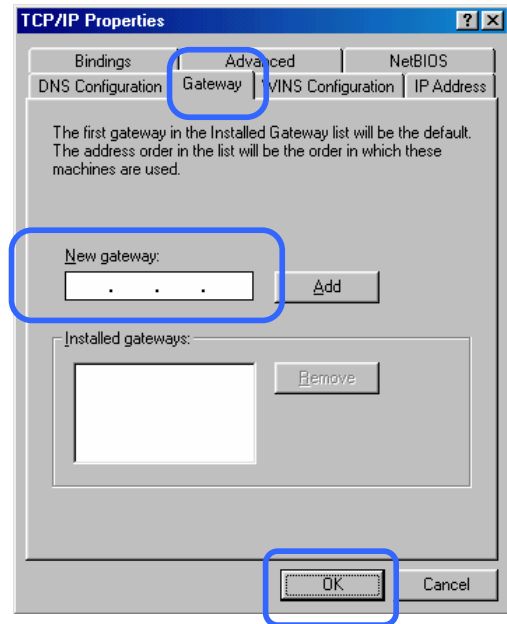 TCP/IP Properties
Bindings Advanced NetBIOS
DNS Configuration Gateway WINS Configuration IP Address
The first gateway in the Installed Gateway list will be the default.
The address order in the list will be the order in which these
machines are used.
New gateway:
. . .
Add
Installed gateways:
Remove
OK Cancel